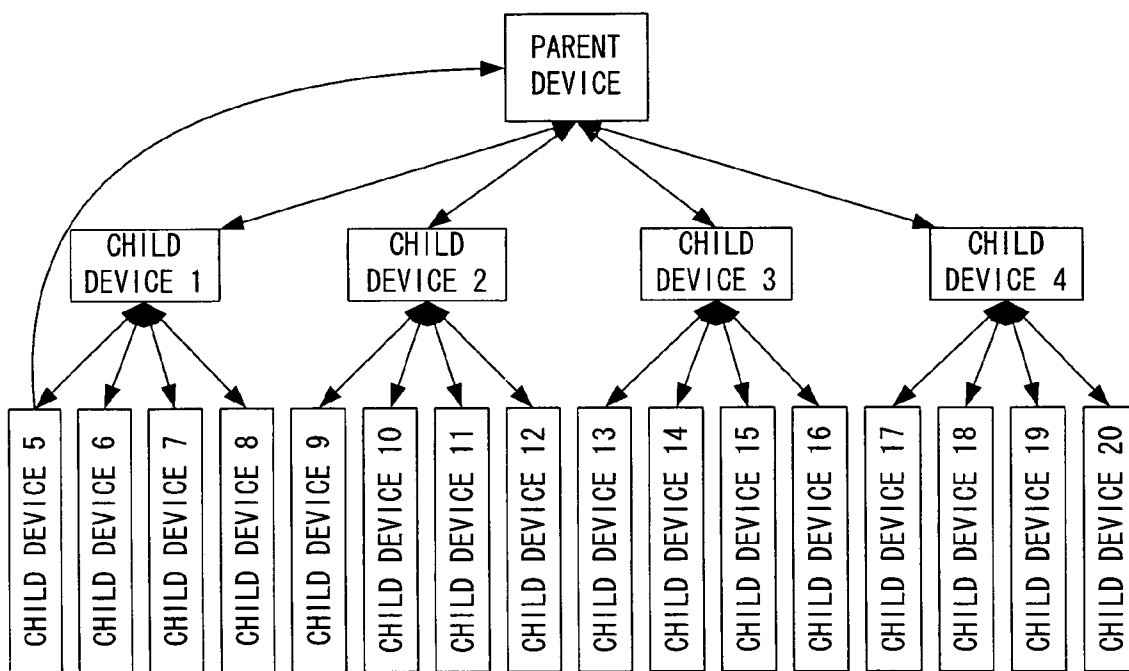 PARENT
DEVICE
CHILD
DEVICE 1
CHILD
DEVICE 2
CHILD
DEVICE 3
CHILD
DEVICE 4
CHILD DEVICE 5
CHILD DEVICE 6
CHILD DEVICE 7
CHILD DEVICE 8
CHILD DEVICE 9
CHILD DEVICE 10
CHILD DEVICE 11
CHILD DEVICE 12
CHILD DEVICE 13
CHILD DEVICE 14
CHILD DEVICE 15
CHILD DEVICE 16
CHILD DEVICE 17
CHILD DEVICE 18
CHILD DEVICE 19
CHILD DEVICE 20